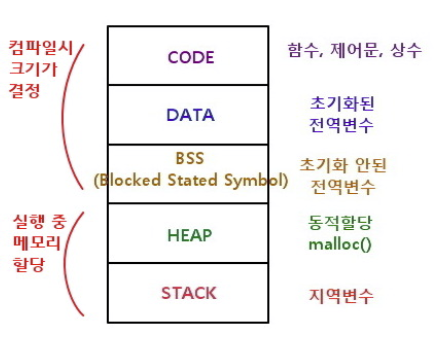 컴파일시
크기가
결정
CODE
함수, 제어문, 상수
DATA
초기화된
전역변수
BSS
(Blocked Stated Symbol)
초기화 안된
전역변수
실행 중
메모리
할당
HEAP
동적할당
malloc()
STACK
지역변수